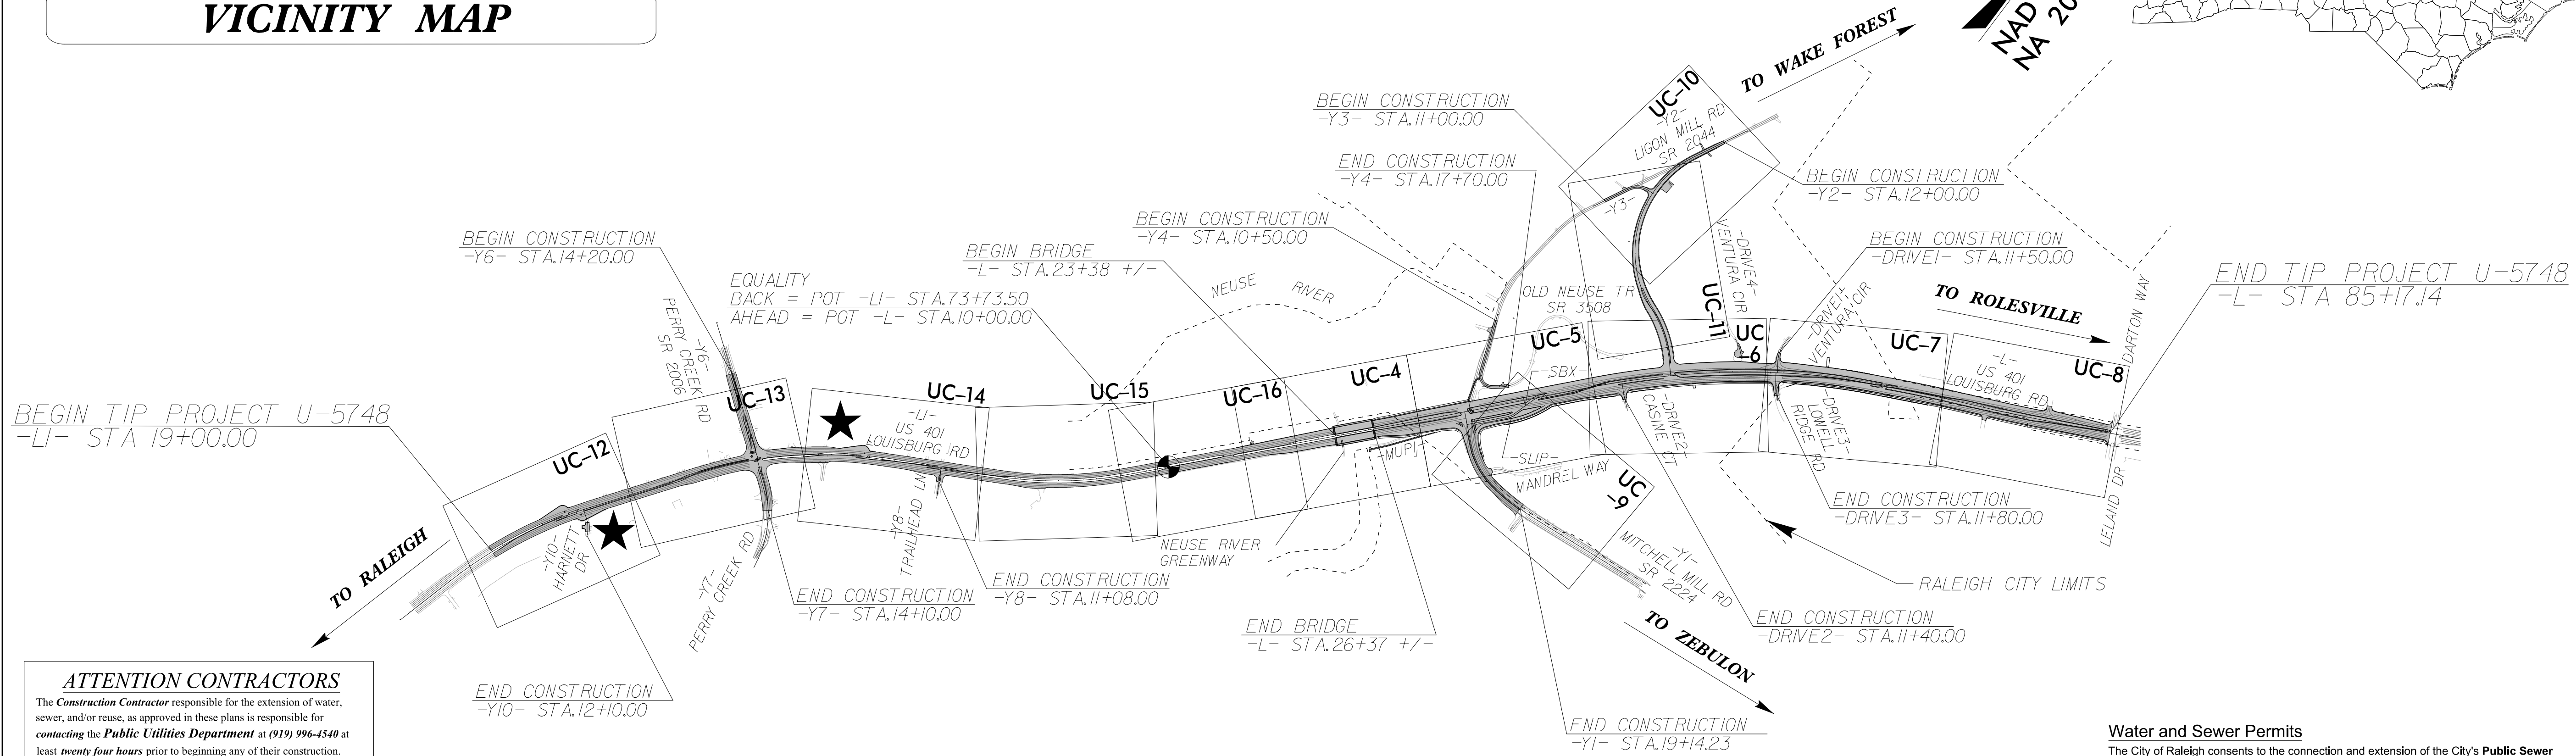 VICINITY MAP
NAD
NA 20
TO WAKE FOREST
UC-10
-Y2-
LIGON MILL RD
SR 2044
BEGIN CONSTRUCTION
-Y3- STA.11+00.00
END CONSTRUCTION
-Y4- STA.17+70.00
BEGIN CONSTRUCTION
-Y2- STA.12+00.00
-Y3-
BEGIN CONSTRUCTION
-Y4- STA.10+50.00
BEGIN CONSTRUCTION
-Y6- STA.14+20.00
BEGIN BRIDGE
-L- STA.23+38 +/-
EQUALITY
BACK = POT -L1- STA.73+73.50
AHEAD = POT -L- STA.10+00.00
NEUSE RIVER
OLD NEUSE TR
SR 3508
-DRIVE4-
VENTURA CIR
BEGIN CONSTRUCTION
-DRIVE1- STA.11+50.00
-DRIVE1-
VENTURA CIR
TO ROLESVILLE
DARTON WAY
END TIP PROJECT U-5748
-L- STA 85+17.14
BEGIN TIP PROJECT U-5748
-L1- STA 19+00.00
-Y6-
PERRY CREEK RD
SR 2006
UC-12
UC-13
UC-14
-L1-
US 401
LOUISBURG RD
UC-15
UC-16
UC-4
UC-5
-SBX-
UC-11
UC
-6
UC-7
-L-
US 401
LOUISBURG RD
UC-8
-MUP1-
-SLIP-
MANDREL WAY
UC
-9
-DRIVE2-
CASINE CT
-DRIVE3-
LOWELL
RIDGE RD
END CONSTRUCTION
-DRIVE3- STA.11+80.00
LELAND DR
TO RALEIGH
-Y10-
HARNETT
DR
-Y7-
PERRY CREEK RD
-Y8-
TRAILHEAD LN
NEUSE RIVER
GREENWAY
-Y1-
MITCHELL MILL RD
SR 2224
RALEIGH CITY LIMITS
END CONSTRUCTION
-Y7- STA.14+10.00
END CONSTRUCTION
-Y8- STA.11+08.00
END BRIDGE
-L- STA.26+37 +/-
END CONSTRUCTION
-DRIVE2- STA.11+40.00
TO ZEBULON
END CONSTRUCTION
-Y10- STA.12+10.00
END CONSTRUCTION
-Y1- STA.19+14.23
ATTENTION CONTRACTORS
The Construction Contractor responsible for the extension of water,
sewer, and/or reuse, as approved in these plans is responsible for
contacting the Public Utilities Department at (919) 996-4540 at
least twenty four hours prior to beginning any of their construction.
Water and Sewer Permits
The City of Raleigh consents to the connection and extension of the City's Public Sewer